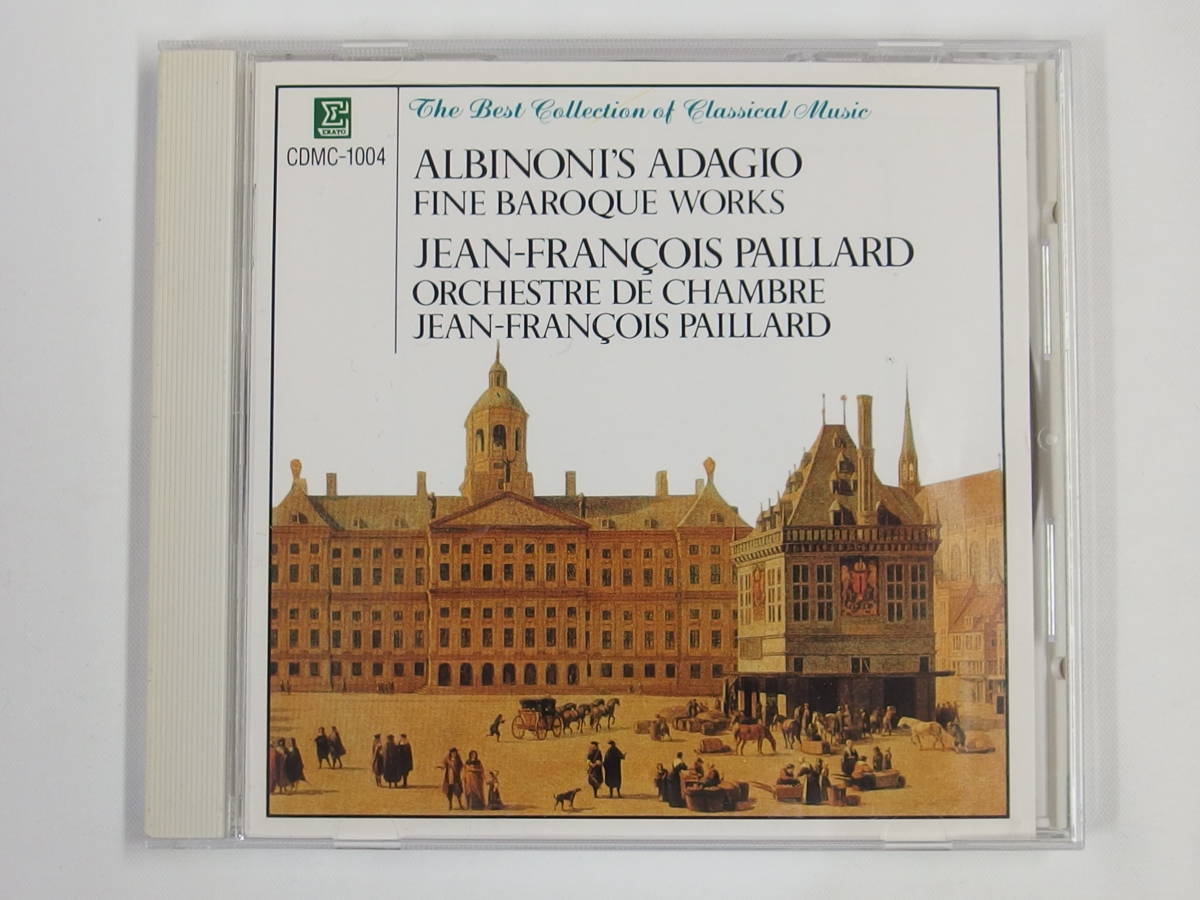 ERATO
CDMC-1004
The Best Collection of Classical Music
ALBINONI'S ADAGIO
FINE BAROQUE WORKS
JEAN-FRANÇOIS PAILLARD
ORCHESTRE DE CHAMBRE
JEAN-FRANÇOIS PAILLARD